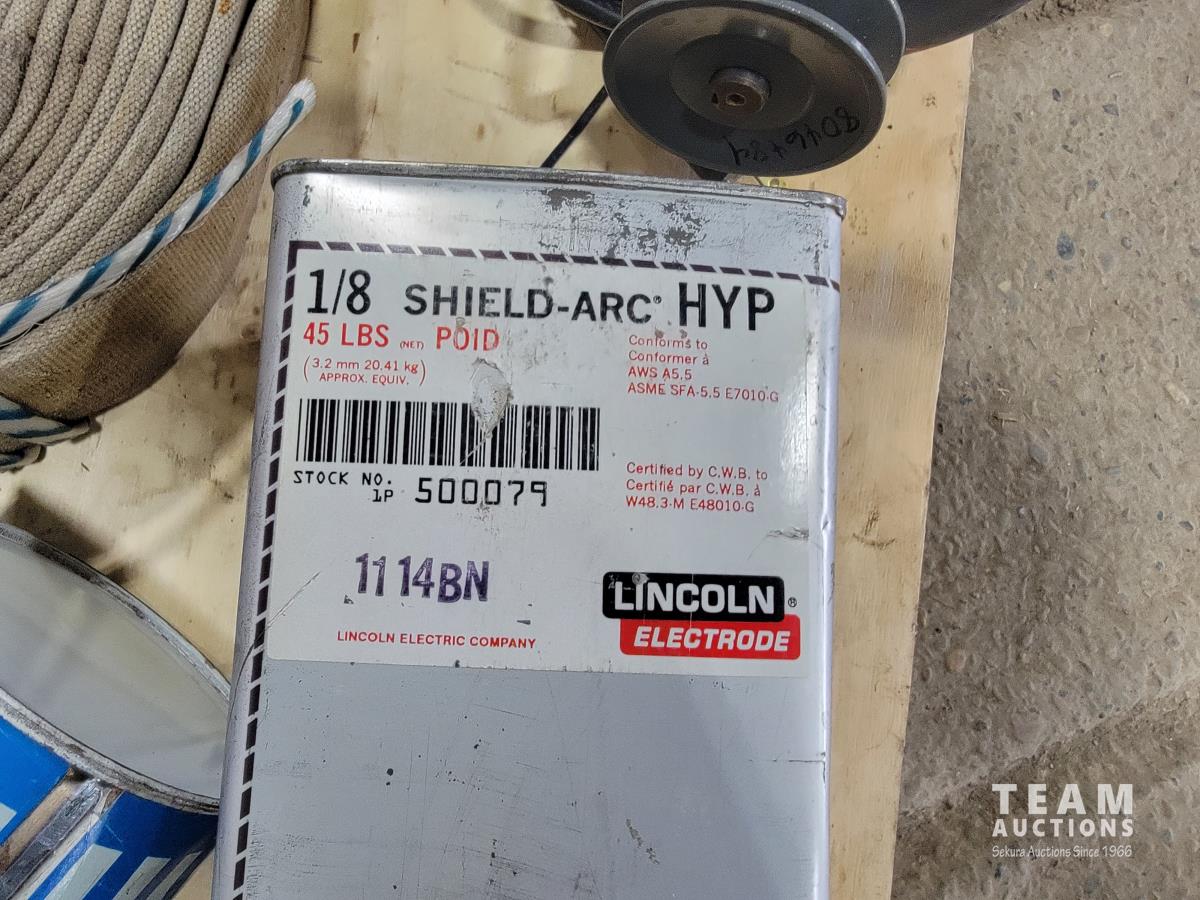 1/8 SHIELD-ARC® HYP
45 LBS (NET) POID
(3.2 mm 20.41 kg)
APPROX. EQUIV.
Conforms to
Conformer à
AWS A5.5
ASME SFA-5.5 E7010-G
STOCK NO.
1P 500079
Certified by C.W.B. to
Certifié par C.W.B. à
W48.3-M E48010-G
11 14BN
LINCOLN ®
ELECTRODE
LINCOLN ELECTRIC COMPANY
TEAM
AUCTIONS
Sekura Auctions Since 1966